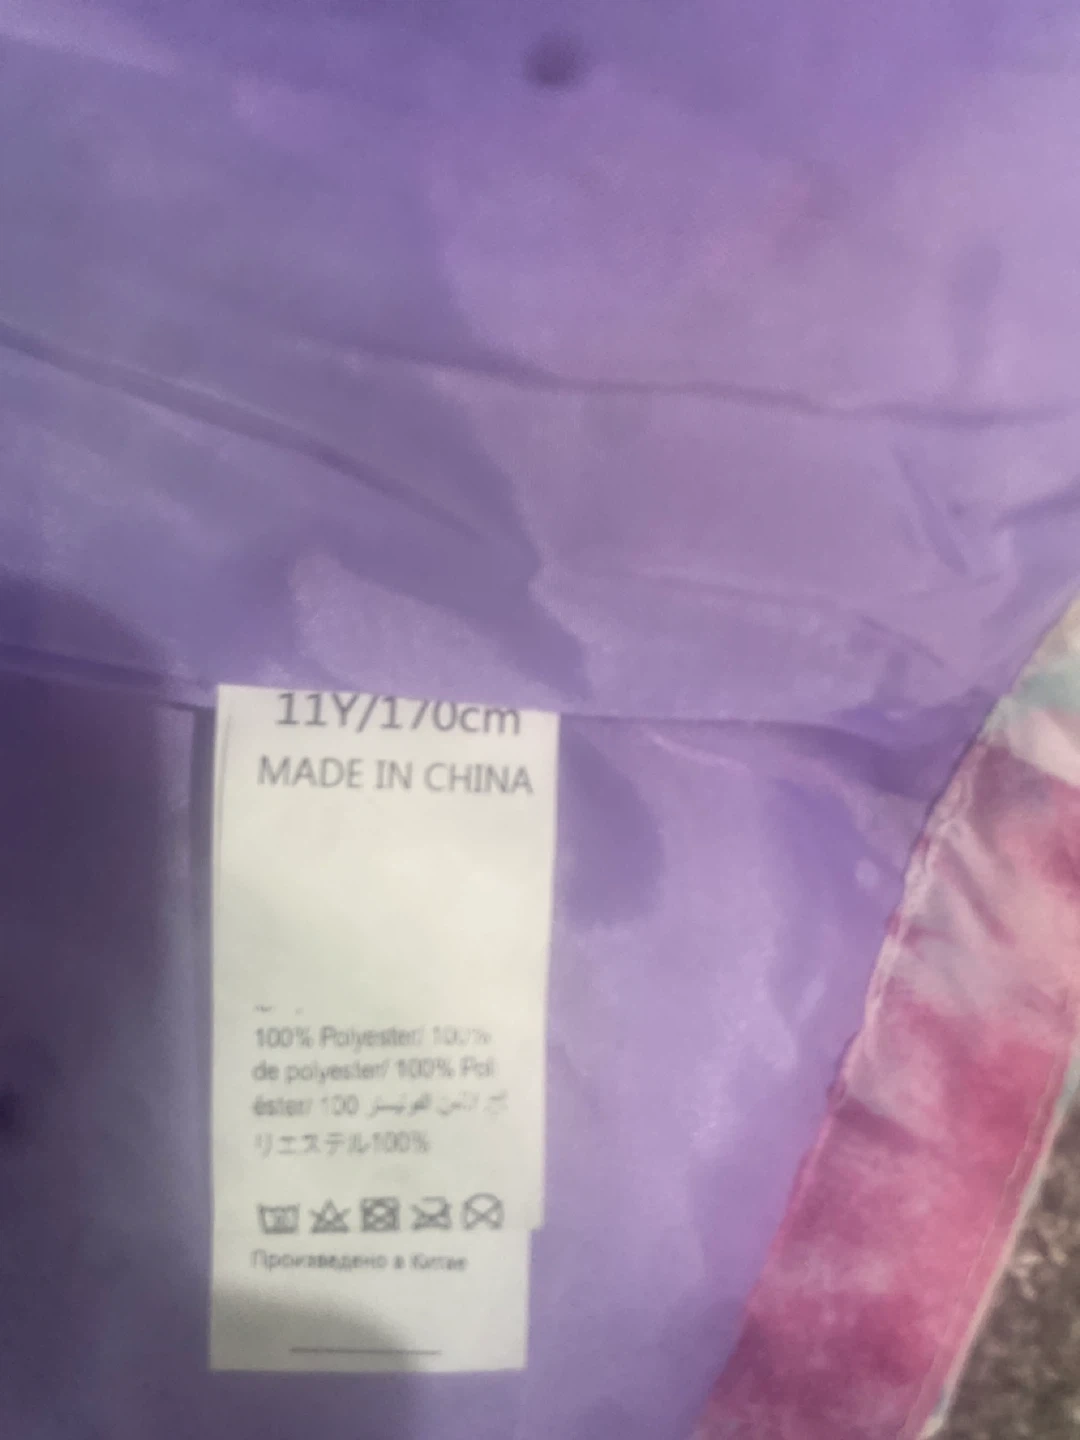 11Y/170cm
MADE IN CHINA
100% Polyester/ 100%
de polyester/ 100% Pol
éster/ 100
リエステル100%
Произведено в Китае